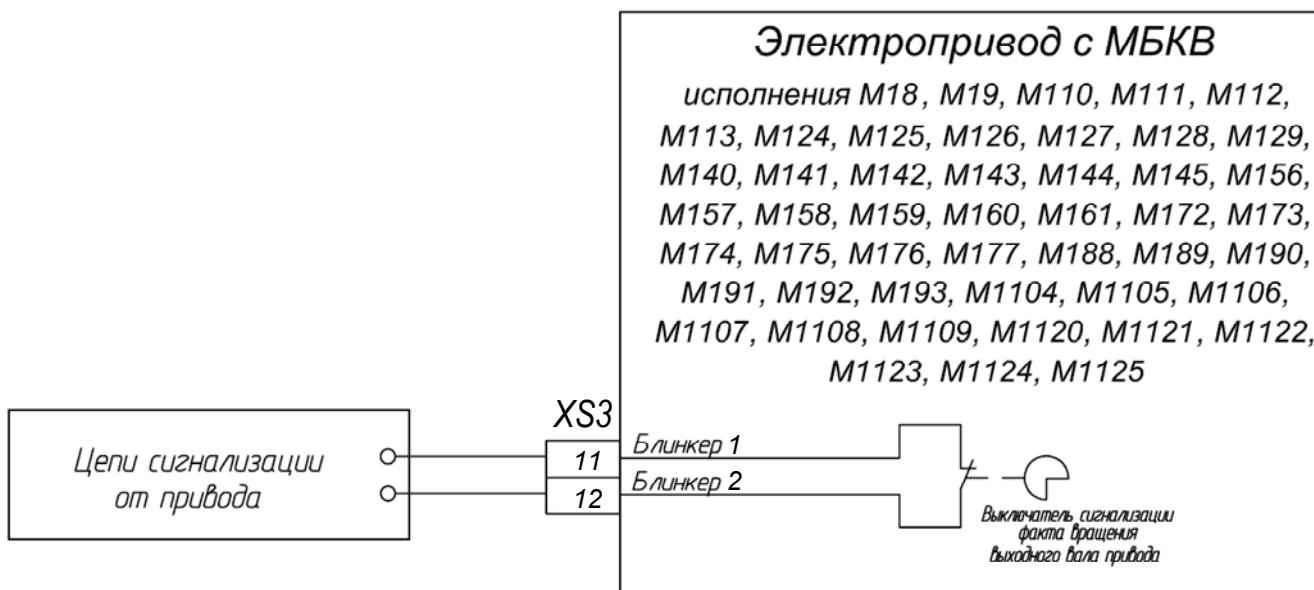 Электропривод с МБКВ
исполнения М18, М19, М110, М111, М112,
М113, М124, М125, М126, М127, М128, М129,
М140, М141, М142, М143, М144, М145, М156,
М157, М158, М159, М160, М161, М172, М173,
М174, М175, М176, М177, М188, М189, М190,
М191, М192, М193, М1104, М1105, М1106,
М1107, М1108, М1109, М1120, М1121, М1122,
М1123, М1124, М1125
XS3
Цепи сигнализации
от привода
11
Блинкер 1
12
Блинкер 2
Выключатель сигнализации
факта вращения
выходного вала привода